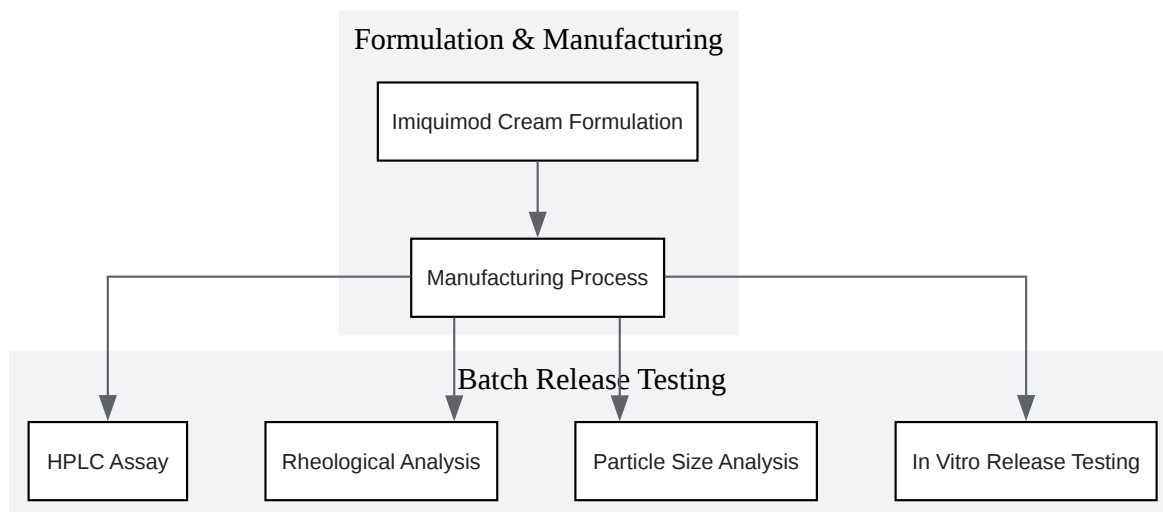 Formulation & Manufacturing
Imiquimod Cream Formulation
Manufacturing Process
Batch Release Testing
HPLC Assay
Rheological Analysis
Particle Size Analysis
In Vitro Release Testing